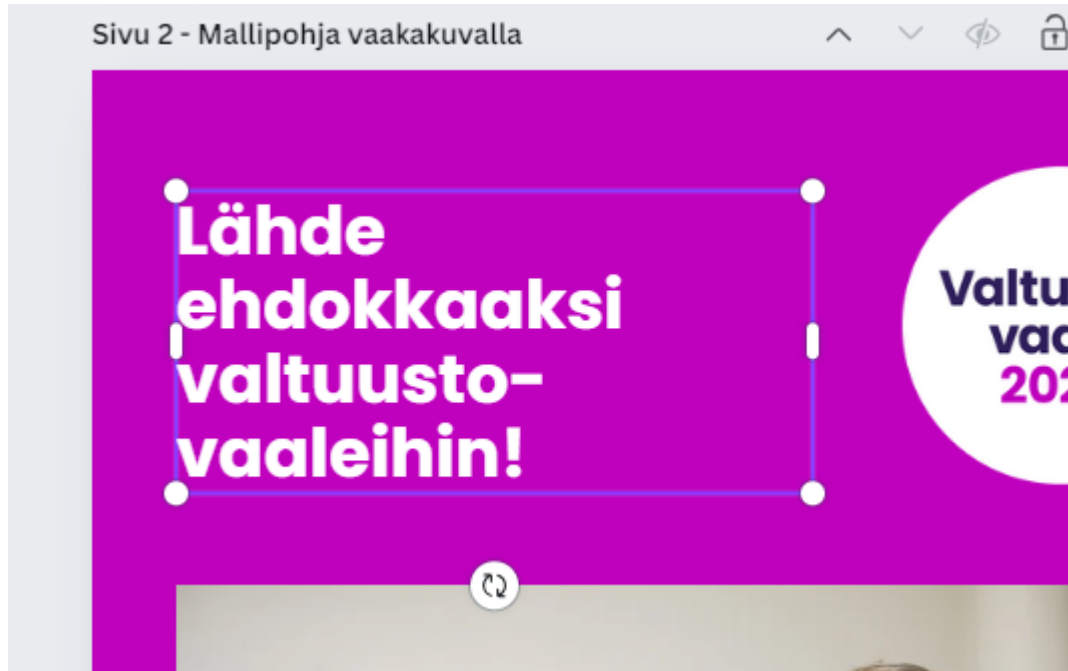 Sivu 2 - Mallipohja vaakakuvalla
Lähde
ehdokkaaksi
valtuusto-
vaaleihin!